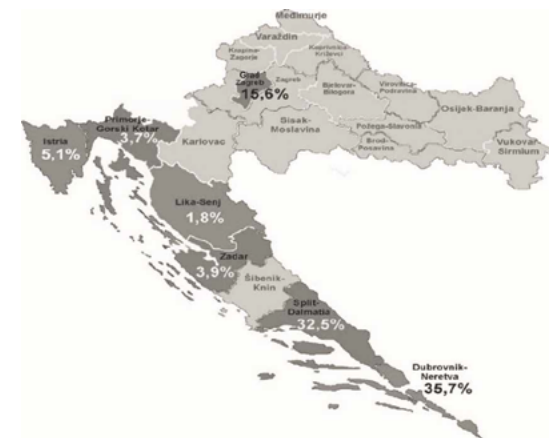 Međimurje
Varaždin
Krapina-
Zagorje
Koprivnica-
Križevci
Grad
Zagreb
15,6%
Zagreb
Bjelovar-
Bilogora
Virovitica-
Podravina
Osijek-Baranja
Požega-Slavonia
Brod-
Posavina
Vukovar-
Sirmium
Sisak-
Moslavina
Karlovac
Primorje-
Gorski Kotar
3,7%
Istria
5,1%
Lika-Senj
1,8%
Zadar
3,9%
Šibenik-
Knin
Split-
Dalmatia
32,5%
Dubrovnik-
Neretva
35,7%